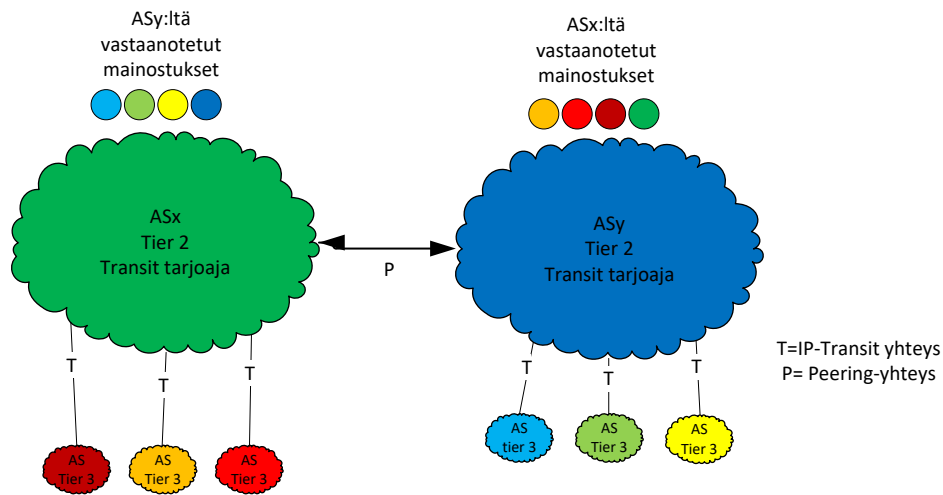 ASy:ltä
vastaanotetut
mainostukset
ASx:ltä
vastaanotetut
mainostukset
ASx
Tier 2
Transit tarjoaja
P
ASy
Tier 2
Transit tarjoaja
T=IP-Transit yhteys
P= Peering-yhteys
T
T
T
T
T
T
AS
Tier 3
AS
Tier 3
AS
Tier 3
AS
tier 3
AS
Tier 3
AS
Tier 3